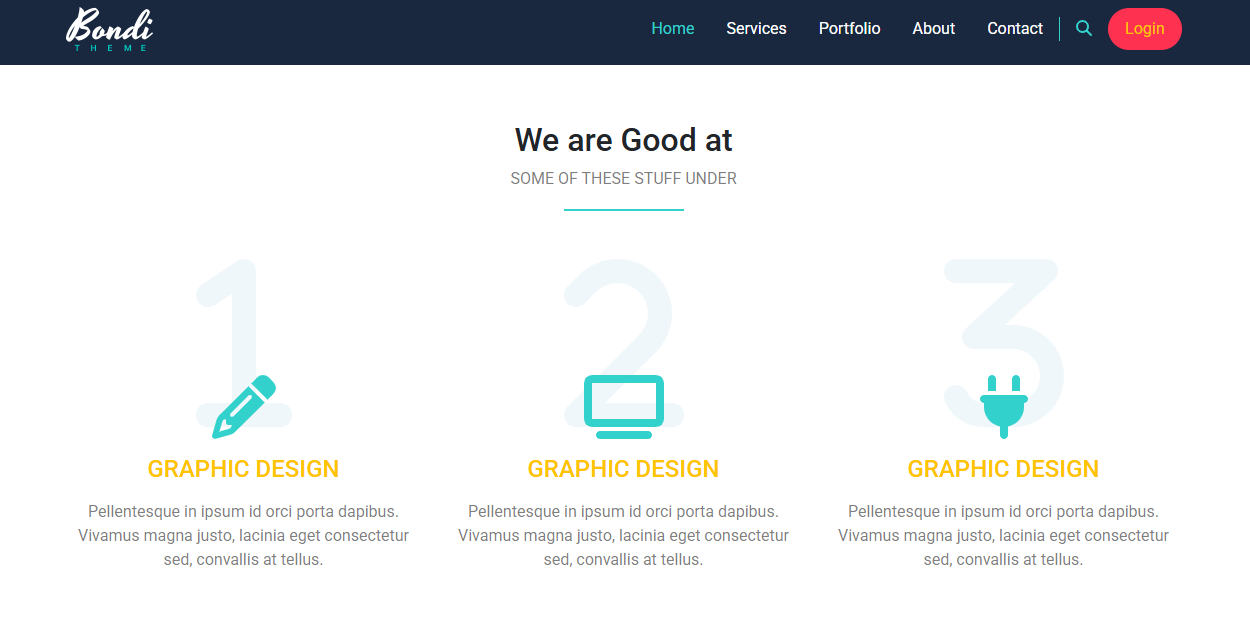 Bondi
THEME
Home Services Portfolio About Contact Login
We are Good at
SOME OF THESE STUFF UNDER
1 2 3
GRAPHIC DESIGN GRAPHIC DESIGN GRAPHIC DESIGN
Pellentesque in ipsum id orci porta dapibus. Pellentesque in ipsum id orci porta dapibus. Pellentesque in ipsum id orci porta dapibus.
Vivamus magna justo, lacinia eget consectetur Vivamus magna justo, lacinia eget consectetur Vivamus magna justo, lacinia eget consectetur
sed, convallis at tellus. sed, convallis at tellus. sed, convallis at tellus.